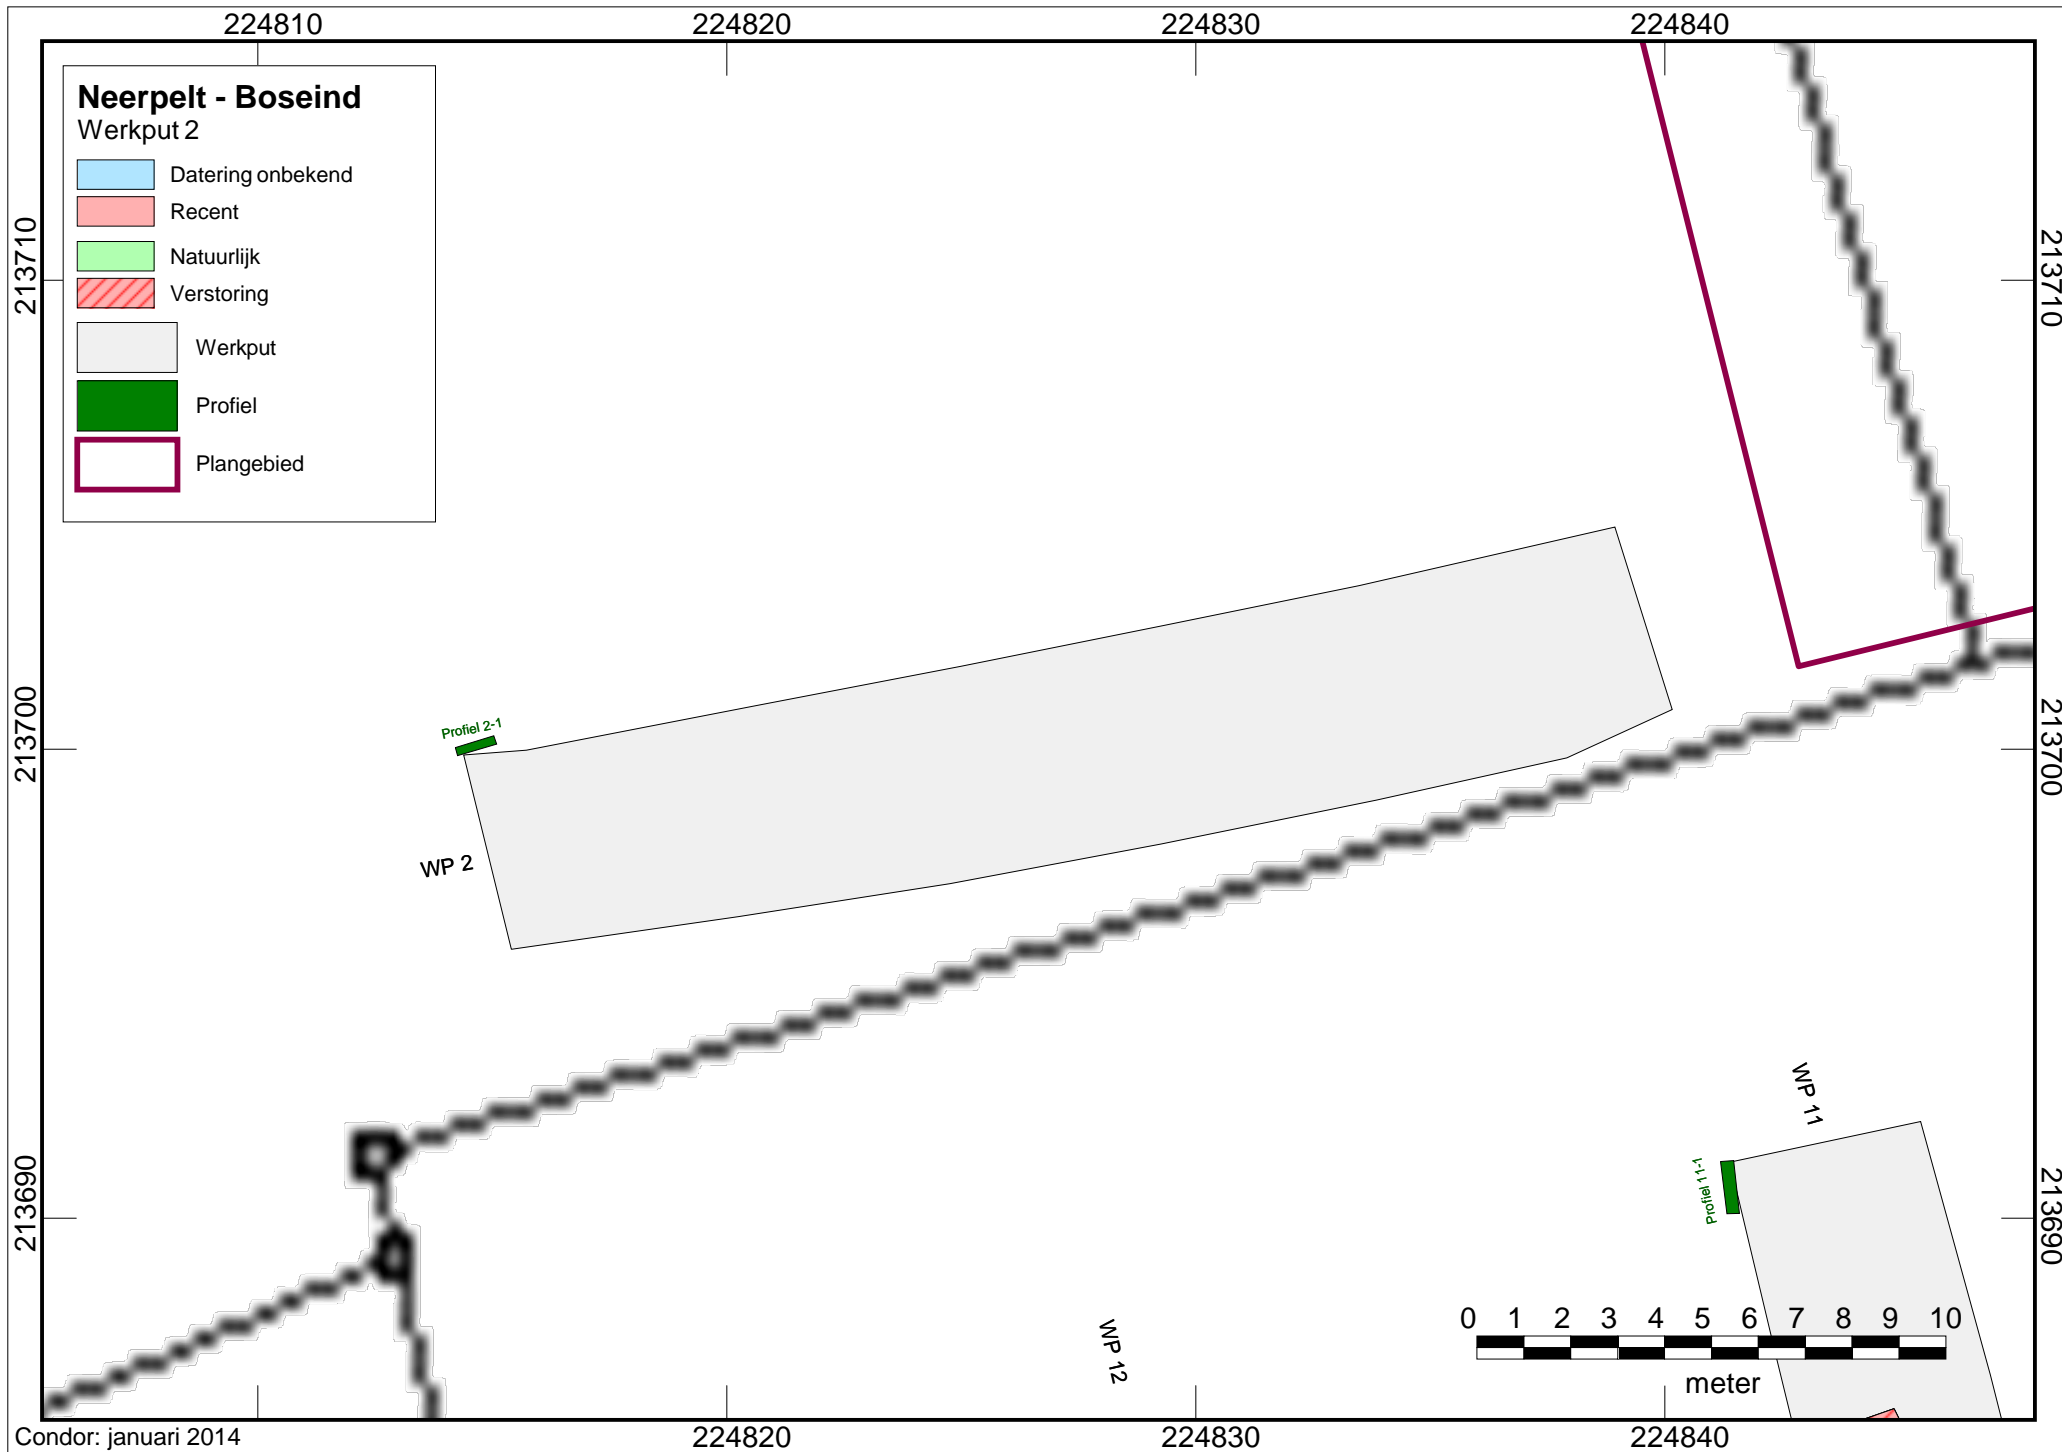 224810 224820 224830 224840
Neerpelt - Boseind
Werkput 2
Datering onbekend
Recent
Natuurlijk
Verstoring
Werkput
Profiel
Plangebied
213710
213710
213700
213700
213690
213690
Profiel 2-1
WP 2
WP 11
Profiel 11-1
WP 12
0 1 2 3 4 5 6 7 8 9 10
meter
Condor: januari 2014
224820 224830 224840